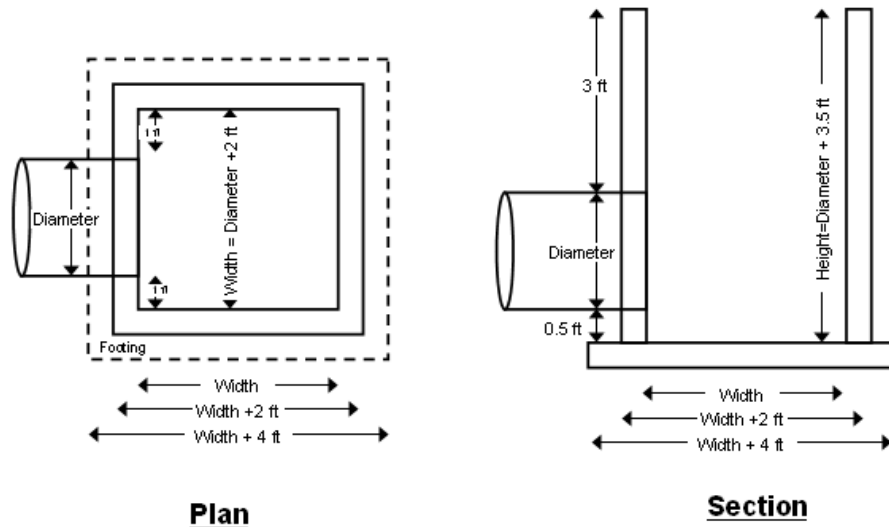 1 ft
Diameter
Width = Diameter +2 ft
1 ft
Footing
Width
Width +2 ft
Width + 4 ft
Plan
3 ft
Height=Diameter + 3.5 ft
Diameter
0.5 ft
Width
Width +2 ft
Width + 4 ft
Section